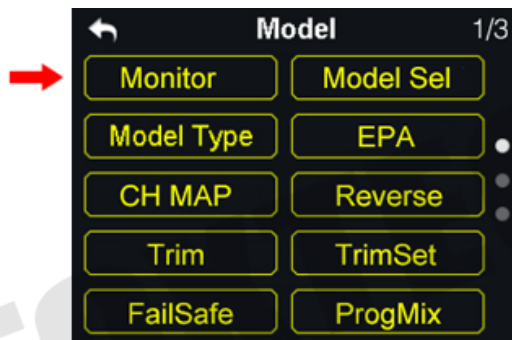 Model 1/3
Monitor Model Sel
Model Type EPA
CH MAP Reverse
Trim TrimSet
FailSafe ProgMix